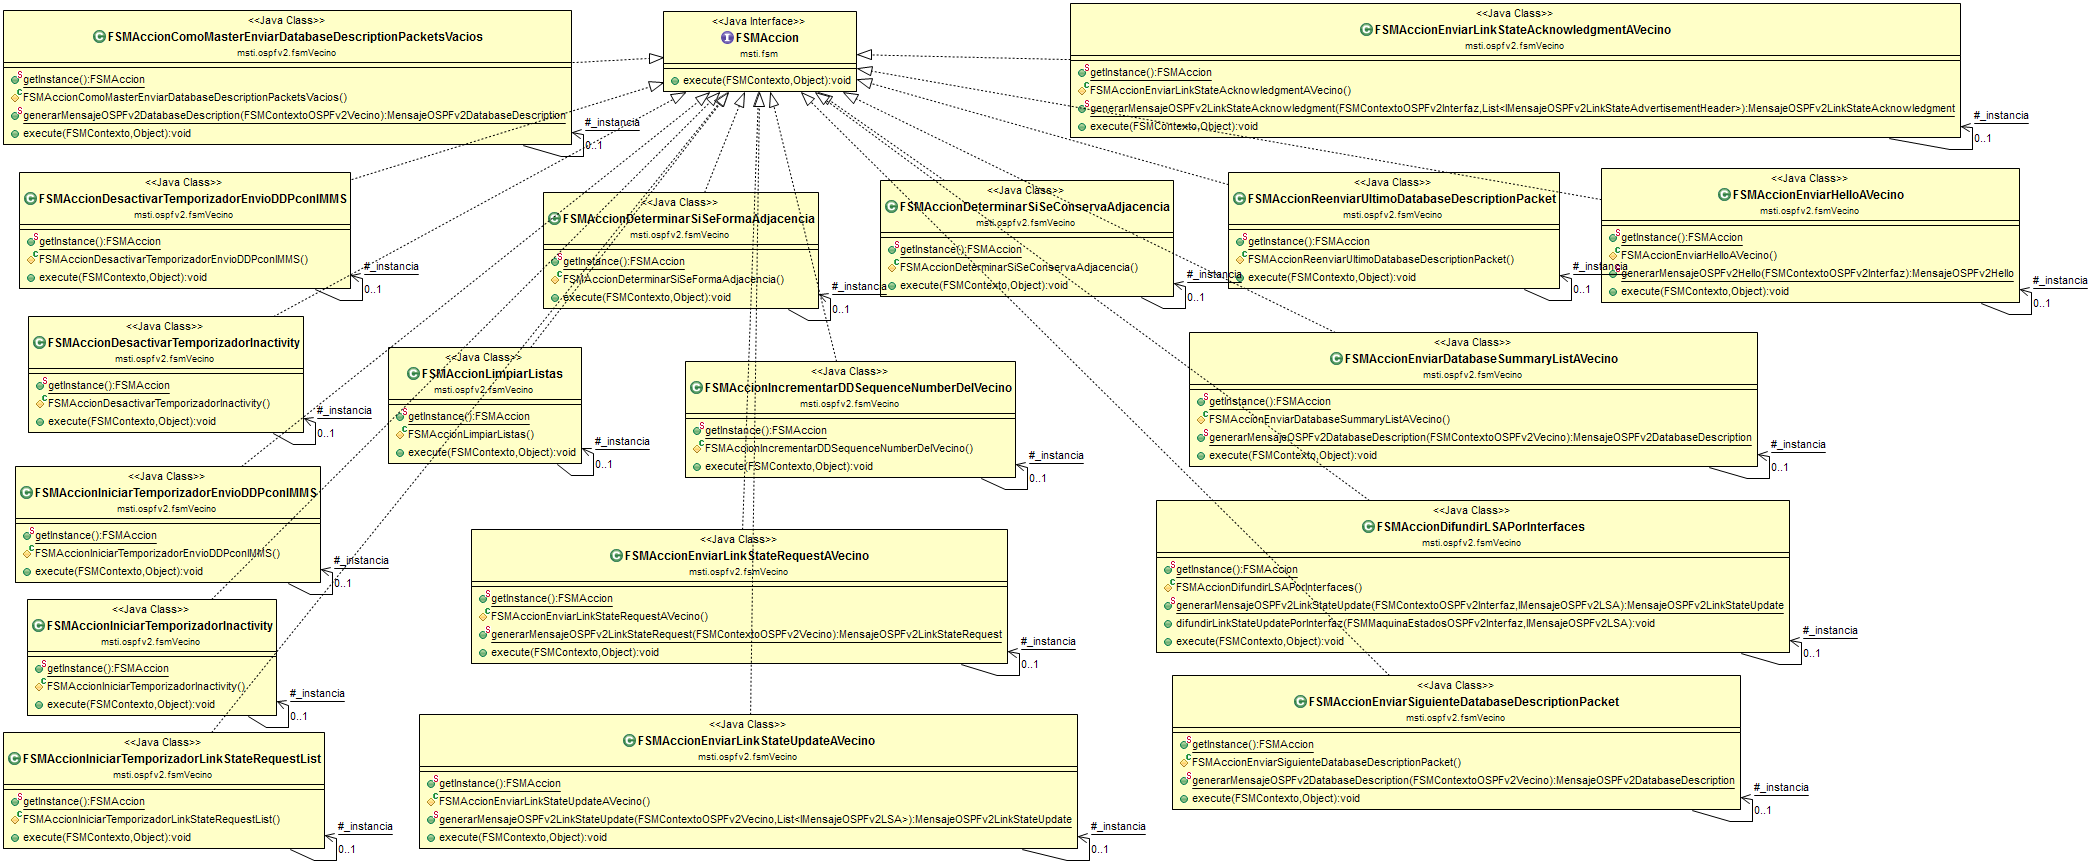 <<Java Class>>
FSMAccionComoMasterEnviarDatabaseDescriptionPacketsVacios
msti.ospfv2.fsmVecino
getInstance():FSMAccion
FSMAccionComoMasterEnviarDatabaseDescriptionPacketsVacios()
generarMensajeOSPFv2DatabaseDescription(FSMContextoOSPFv2Vecino):MensajeOSPFv2DatabaseDescription
execute(FSMContexto,Object):void
#_instancia
0..1
<<Java Interface>>
FSMAccion
msti.fsm
execute(FSMContexto,Object):void
<<Java Class>>
FSMAccionEnviarLinkStateAcknowledgmentAVecino
msti.ospfv2.fsmVecino
getInstance():FSMAccion
FSMAccionEnviarLinkStateAcknowledgmentAVecino()
generarMensajeOSPFv2LinkStateAcknowledgment(FSMContextoOSPFv2Interfaz,List<IMensajeOSPFv2LinkStateAdvertisementHeader>):MensajeOSPFv2LinkStateAcknowledgment
execute(FSMContexto,Object):void
#_instancia
0..1
<<Java Class>>
FSMAccionDesactivarTemporizadorEnvioDDPconIMMS
msti.ospfv2.fsmVecino
getInstance():FSMAccion
FSMAccionDesactivarTemporizadorEnvioDDPconIMMS()
execute(FSMContexto,Object):void
#_instancia
0..1
<<Java Class>>
FSMAccionDeterminarSiSeFormaAdjacencia
msti.ospfv2.fsmVecino
getInstance():FSMAccion
FSMAccionDeterminarSiSeFormaAdjacencia()
execute(FSMContexto,Object):void
#_instancia
0..1
<<Java Class>>
FSMAccionDeterminarSiSeConservaAdjacencia
msti.ospfv2.fsmVecino
getInstance():FSMAccion
FSMAccionDeterminarSiSeConservaAdjacencia()
execute(FSMContexto,Object):void
#_instancia
0..1
<<Java Class>>
FSMAccionReenviarUltimoDatabaseDescriptionPacket
msti.ospfv2.fsmVecino
getInstance():FSMAccion
FSMAccionReenviarUltimoDatabaseDescriptionPacket()
execute(FSMContexto,Object):void
#_instancia
0..1
<<Java Class>>
FSMAccionEnviarHelloAVecino
msti.ospfv2.fsmVecino
getInstance():FSMAccion
FSMAccionEnviarHelloAVecino()
generarMensajeOSPFv2Hello(FSMContextoOSPFv2Interfaz):MensajeOSPFv2Hello
execute(FSMContexto,Object):void
#_instancia
0..1
<<Java Class>>
FSMAccionDesactivarTemporizadorInactivity
msti.ospfv2.fsmVecino
getInstance():FSMAccion
FSMAccionDesactivarTemporizadorInactivity()
execute(FSMContexto,Object):void
#_instancia
0..1
<<Java Class>>
FSMAccionLimpiarListas
msti.ospfv2.fsmVecino
getInstance():FSMAccion
FSMAccionLimpiarListas()
execute(FSMContexto,Object):void
#_instancia
0..1
<<Java Class>>
FSMAccionIncrementarDDSequenceNumberDelVecino
msti.ospfv2.fsmVecino
getInstance():FSMAccion
FSMAccionIncrementarDDSequenceNumberDelVecino()
execute(FSMContexto,Object):void
#_instancia
0..1
<<Java Class>>
FSMAccionEnviarDatabaseSummaryListAVecino
msti.ospfv2.fsmVecino
getInstance():FSMAccion
FSMAccionEnviarDatabaseSummaryListAVecino()
generarMensajeOSPFv2DatabaseDescription(FSMContextoOSPFv2Vecino):MensajeOSPFv2DatabaseDescription
execute(FSMContexto,Object):void
#_instancia
0..1
<<Java Class>>
FSMAccionIniciarTemporizadorEnvioDDPconIMMS
msti.ospfv2.fsmVecino
getInstance():FSMAccion
FSMAccionIniciarTemporizadorEnvioDDPconIMMS()
execute(FSMContexto,Object):void
#_instancia
0..1
<<Java Class>>
FSMAccionEnviarLinkStateRequestAVecino
msti.ospfv2.fsmVecino
getInstance():FSMAccion
FSMAccionEnviarLinkStateRequestAVecino()
generarMensajeOSPFv2LinkStateRequest(FSMContextoOSPFv2Vecino):MensajeOSPFv2LinkStateRequest
execute(FSMContexto,Object):void
#_instancia
0..1
<<Java Class>>
FSMAccionDifundirLSAPorInterfaces
msti.ospfv2.fsmVecino
getInstance():FSMAccion
FSMAccionDifundirLSAPorInterfaces()
generarMensajeOSPFv2LinkStateUpdate(FSMContextoOSPFv2Interfaz,IMensajeOSPFv2LSA):MensajeOSPFv2LinkStateUpdate
difundirLinkStateUpdatePorInterfaz(FSMMaquinaEstadosOSPFv2Interfaz,IMensajeOSPFv2LSA):void
execute(FSMContexto,Object):void
#_instancia
0..1
<<Java Class>>
FSMAccionIniciarTemporizadorInactivity
msti.ospfv2.fsmVecino
getInstance():FSMAccion
FSMAccionIniciarTemporizadorInactivity()
execute(FSMContexto,Object):void
#_instancia
0..1
<<Java Class>>
FSMAccionIniciarTemporizadorLinkStateRequestList
msti.ospfv2.fsmVecino
getInstance():FSMAccion
FSMAccionIniciarTemporizadorLinkStateRequestList()
execute(FSMContexto,Object):void
#_instancia
0..1
<<Java Class>>
FSMAccionEnviarLinkStateUpdateAVecino
msti.ospfv2.fsmVecino
getInstance():FSMAccion
FSMAccionEnviarLinkStateUpdateAVecino()
generarMensajeOSPFv2LinkStateUpdate(FSMContextoOSPFv2Vecino,List<IMensajeOSPFv2LSA>):MensajeOSPFv2LinkStateUpdate
execute(FSMContexto,Object):void
#_instancia
0..1
<<Java Class>>
FSMAccionEnviarSiguienteDatabaseDescriptionPacket
msti.ospfv2.fsmVecino
getInstance():FSMAccion
FSMAccionEnviarSiguienteDatabaseDescriptionPacket()
generarMensajeOSPFv2DatabaseDescription(FSMContextoOSPFv2Vecino):MensajeOSPFv2DatabaseDescription
execute(FSMContexto,Object):void
#_instancia
0..1